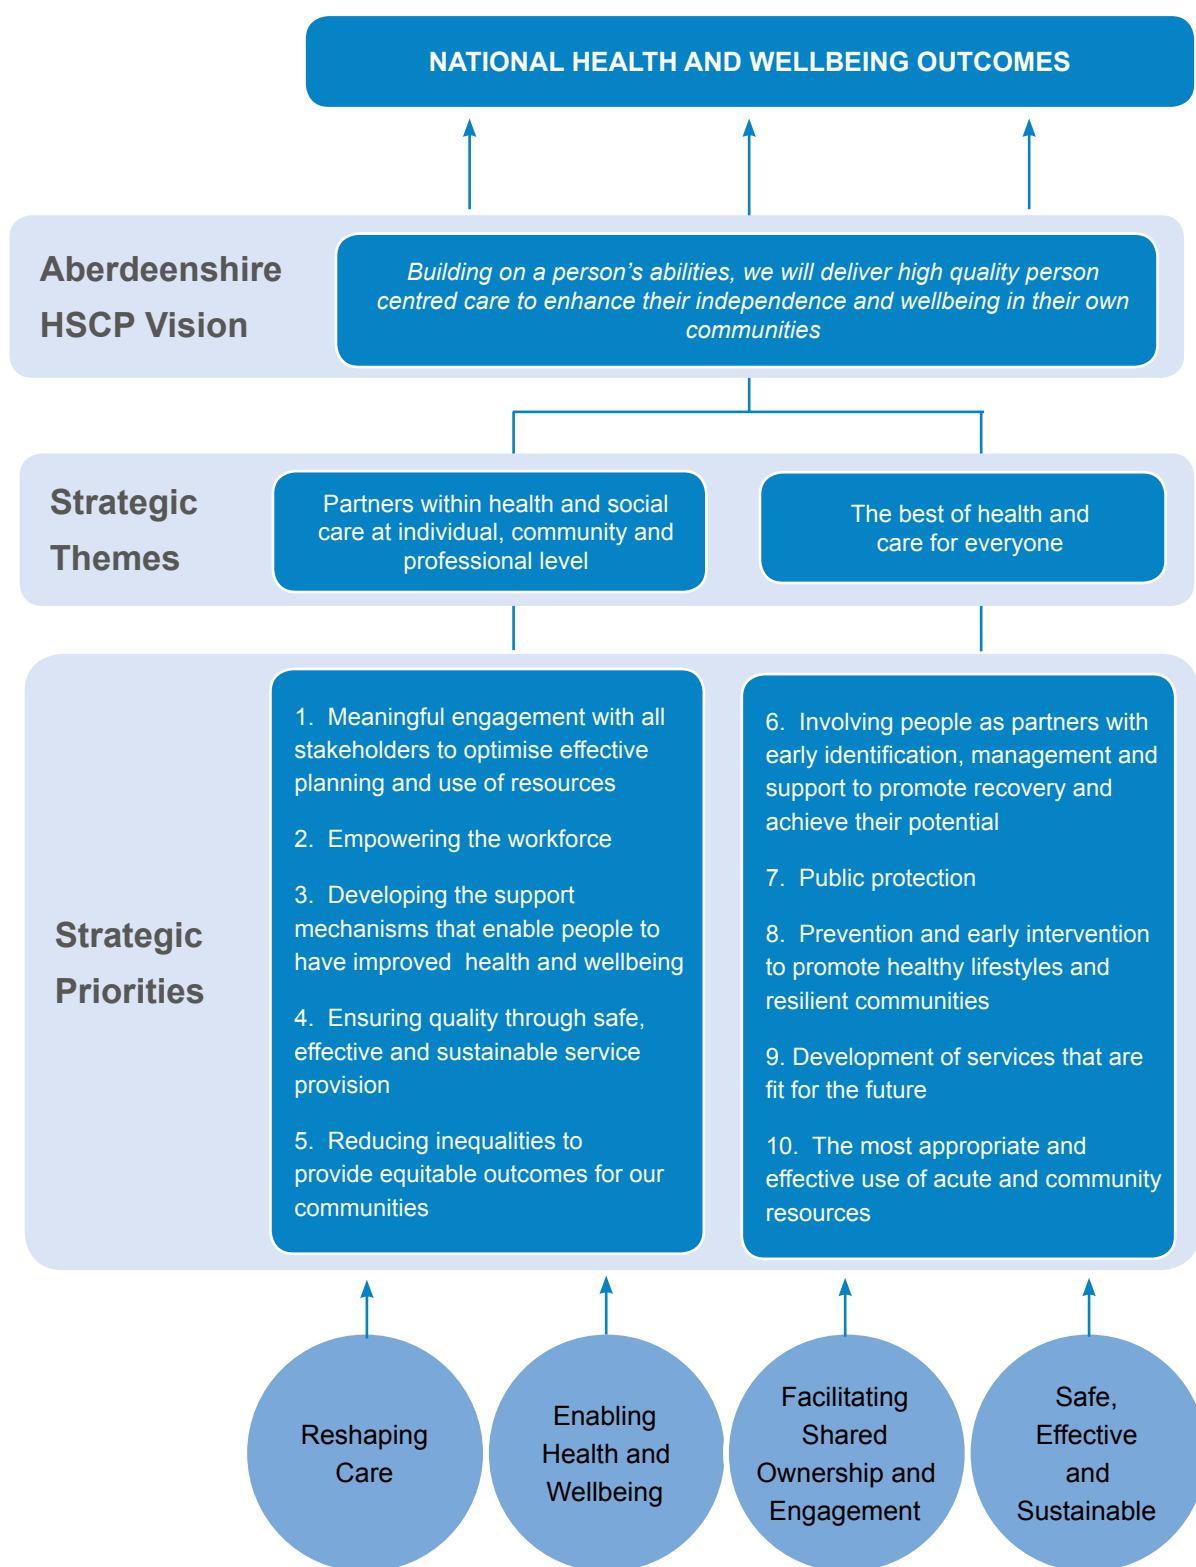 NATIONAL HEALTH AND WELLBEING OUTCOMES
Aberdeenshire
HSCP Vision
Building on a person's abilities, we will deliver high quality person
centred care to enhance their independence and wellbeing in their own
communities
Strategic
Themes
Partners within health and social
care at individual, community and
professional level
The best of health and
care for everyone
Strategic
Priorities
1.  Meaningful engagement with all
stakeholders to optimise effective
planning and use of resources
2.  Empowering the workforce
3.  Developing the support
mechanisms that enable people to
have improved  health and wellbeing
4.  Ensuring quality through safe,
effective and sustainable service
provision
5.  Reducing inequalities to
provide equitable outcomes for our
communities
6.  Involving people as partners with
early identification, management and
support to promote recovery and
achieve their potential
7.  Public protection
8.  Prevention and early intervention
to promote healthy lifestyles and
resilient communities
9. Development of services that are
fit for the future
10.  The most appropriate and
effective use of acute and community
resources
Reshaping
Care
Enabling
Health and
Wellbeing
Facilitating
Shared
Ownership and
Engagement
Safe,
Effective
and
Sustainable